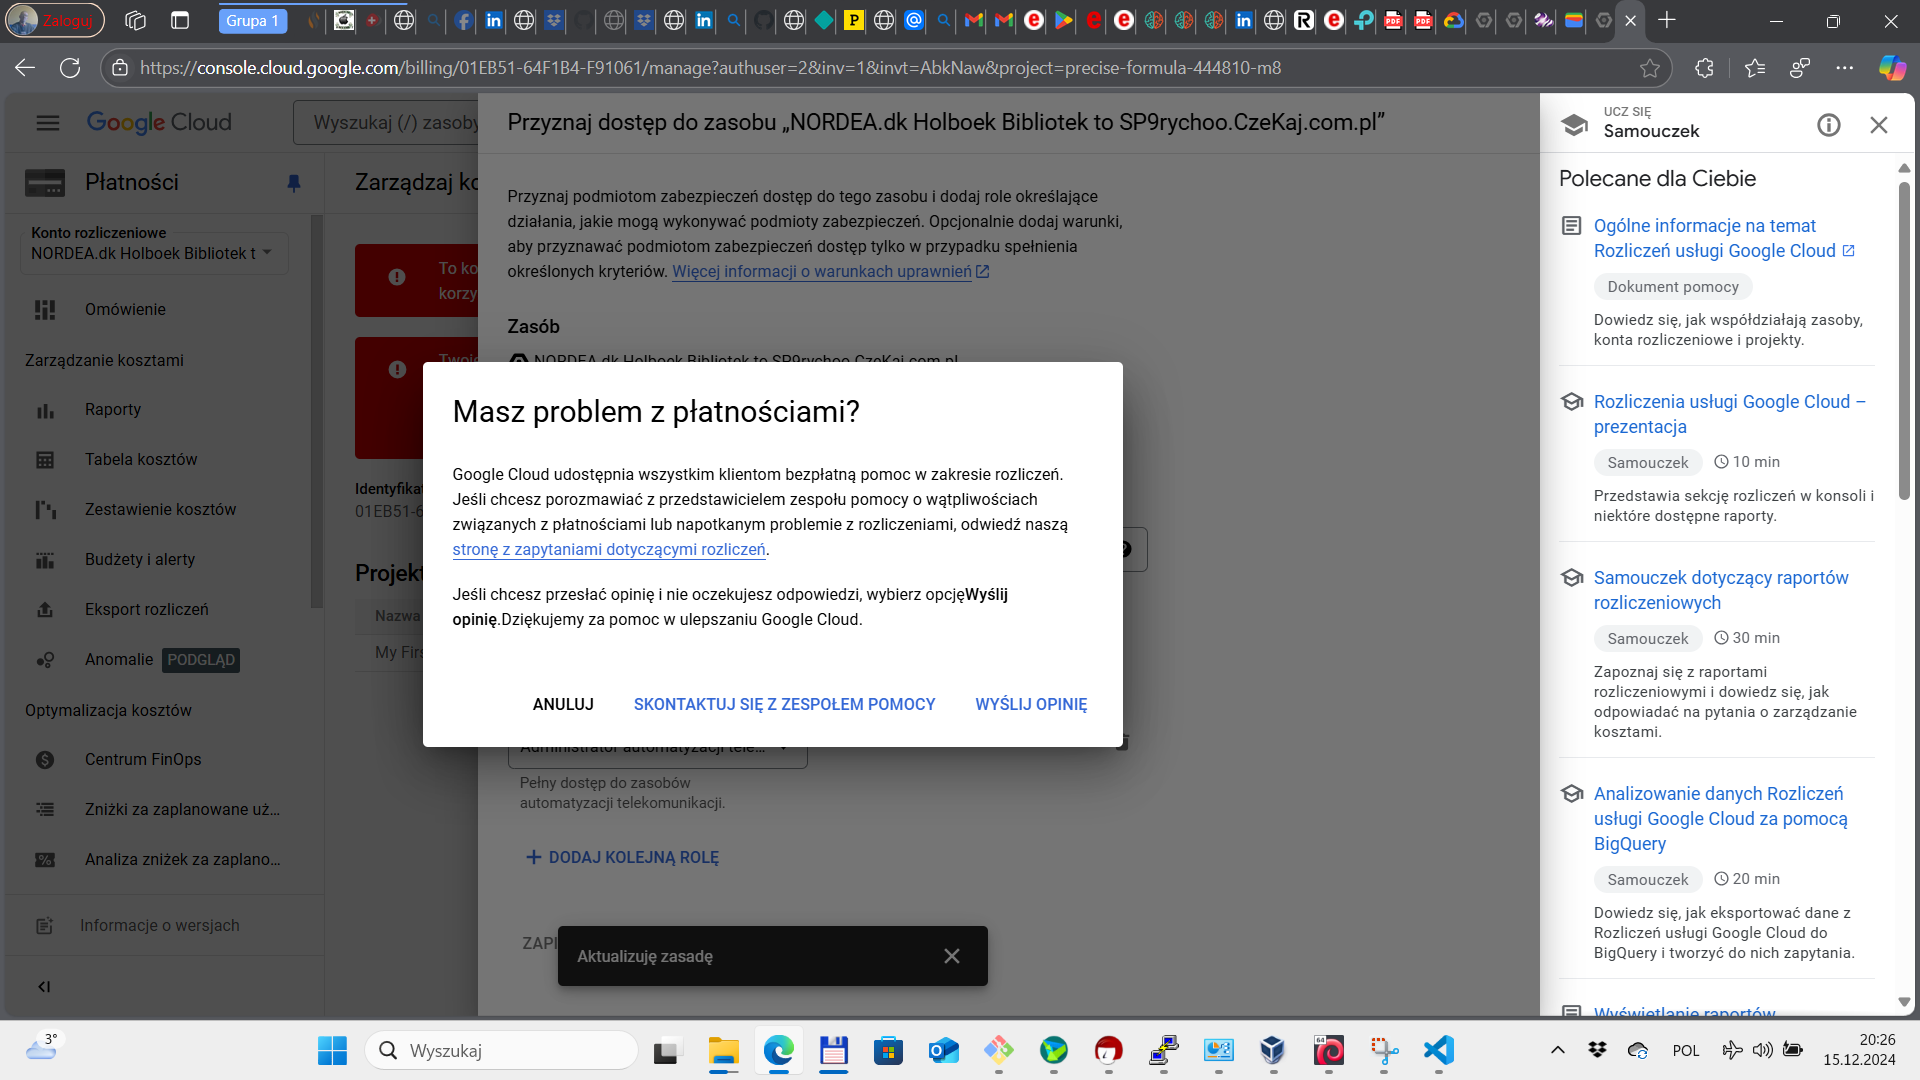 Zaloguj
Grupa 1
https://console.cloud.google.com/billing/01EB51-64F1B4-F91061/manage?authuser=2&inv=1&invt=AbkNaw&project=precise-formula-444810-m8
Google Cloud
Wyszukaj (/) zasoby
Płatności
Konto rozliczeniowe
NORDEA.dk Holboek Bibliotek t
Omówienie
Zarządzanie kosztami
Raporty
Tabela kosztów
Zestawienie kosztów
Budżety i alerty
Eksport rozliczeń
Anomalie PODGLĄD
Optymalizacja kosztów
Centrum FinOps
Zniżki za zaplanowane uż...
Analiza zniżek za zaplano...
Informacje o wersjach
Zarządzaj
To
korzy
Identyfika
01EB51-6
Projekt
Nazwa
My Firs
Przyznaj dostęp do zasobu „NORDEA.dk Holboek Bibliotek to SP9rychoo.CzeKaj.com.pl”
Przyznaj podmiotom zabezpieczeń dostęp do tego zasobu i dodaj role określające
działania, jakie mogą wykonywać podmioty zabezpieczeń. Opcjonalnie dodaj warunki,
aby przyznawać podmiotom zabezpieczeń dostęp tylko w przypadku spełnienia
określonych kryteriów. Więcej informacji o warunkach uprawnień
Zasób
NORDEA.dk Holboek Bibliotek to SP9rychoo.CzeKaj.com.pl
Masz problem z płatnościami?
Google Cloud udostępnia wszystkim klientom bezpłatną pomoc w zakresie rozliczeń.
Jeśli chcesz porozmawiać z przedstawicielem zespołu pomocy o wątpliwościach
związanych z płatnościami lub napotkanym problemie z rozliczeniami, odwiedź naszą
stronę z zapytaniami dotyczącymi rozliczeń.
Jeśli chcesz przesłać opinię i nie oczekujesz odpowiedzi, wybierz opcjęWyślij
opinię.Dziękujemy za pomoc w ulepszaniu Google Cloud.
ANULUJ
SKONTAKTUJ SIĘ Z ZESPOŁEM POMOCY
WYŚLIJ OPINIĘ
Administrator automatyzacji tele...
Pełny dostęp do zasobów
automatyzacji telekomunikacji.
DODAJ KOLEJNĄ ROLĘ
ZAPI
Aktualizuję zasadę
UCZ SIĘ
Samouczek
Polecane dla Ciebie
Ogólne informacje na temat
Rozliczeń usługi Google Cloud
Dokument pomocy
Dowiedz się, jak współdziałają zasoby,
konta rozliczeniowe i projekty.
Rozliczenia usługi Google Cloud –
prezentacja
Samouczek 10 min
Przedstawia sekcję rozliczeń w konsoli i
niektóre dostępne raporty.
Samouczek dotyczący raportów
rozliczeniowych
Samouczek 30 min
Zapoznaj się z raportami
rozliczeniowymi i dowiedz się, jak
odpowiadać na pytania o zarządzanie
kosztami.
Analizowanie danych Rozliczeń
usługi Google Cloud za pomocą
BigQuery
Samouczek 20 min
Dowiedz się, jak eksportować dane z
Rozliczeń usługi Google Cloud do
BigQuery i tworzyć do nich zapytania.
Wyświetlanie raportów
3°
Wyszukaj
POL
20:26
15.12.2024